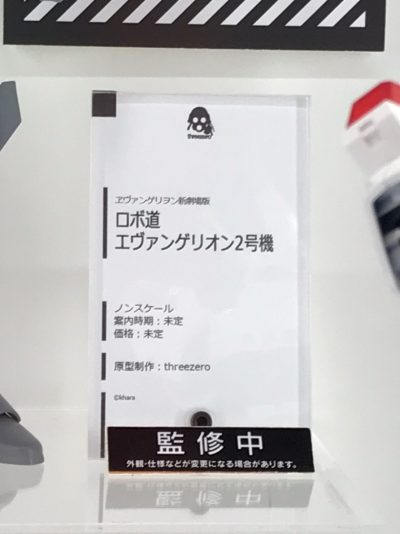 threezero
ヱヴァンゲリヲン新劇場版
ロボ道
エヴァンゲリオン2号機
ノンスケール
案内時期：未定
価格：未定
原型制作：threezero
©khara
監修中
外観・仕様などが変更になる場合があります。